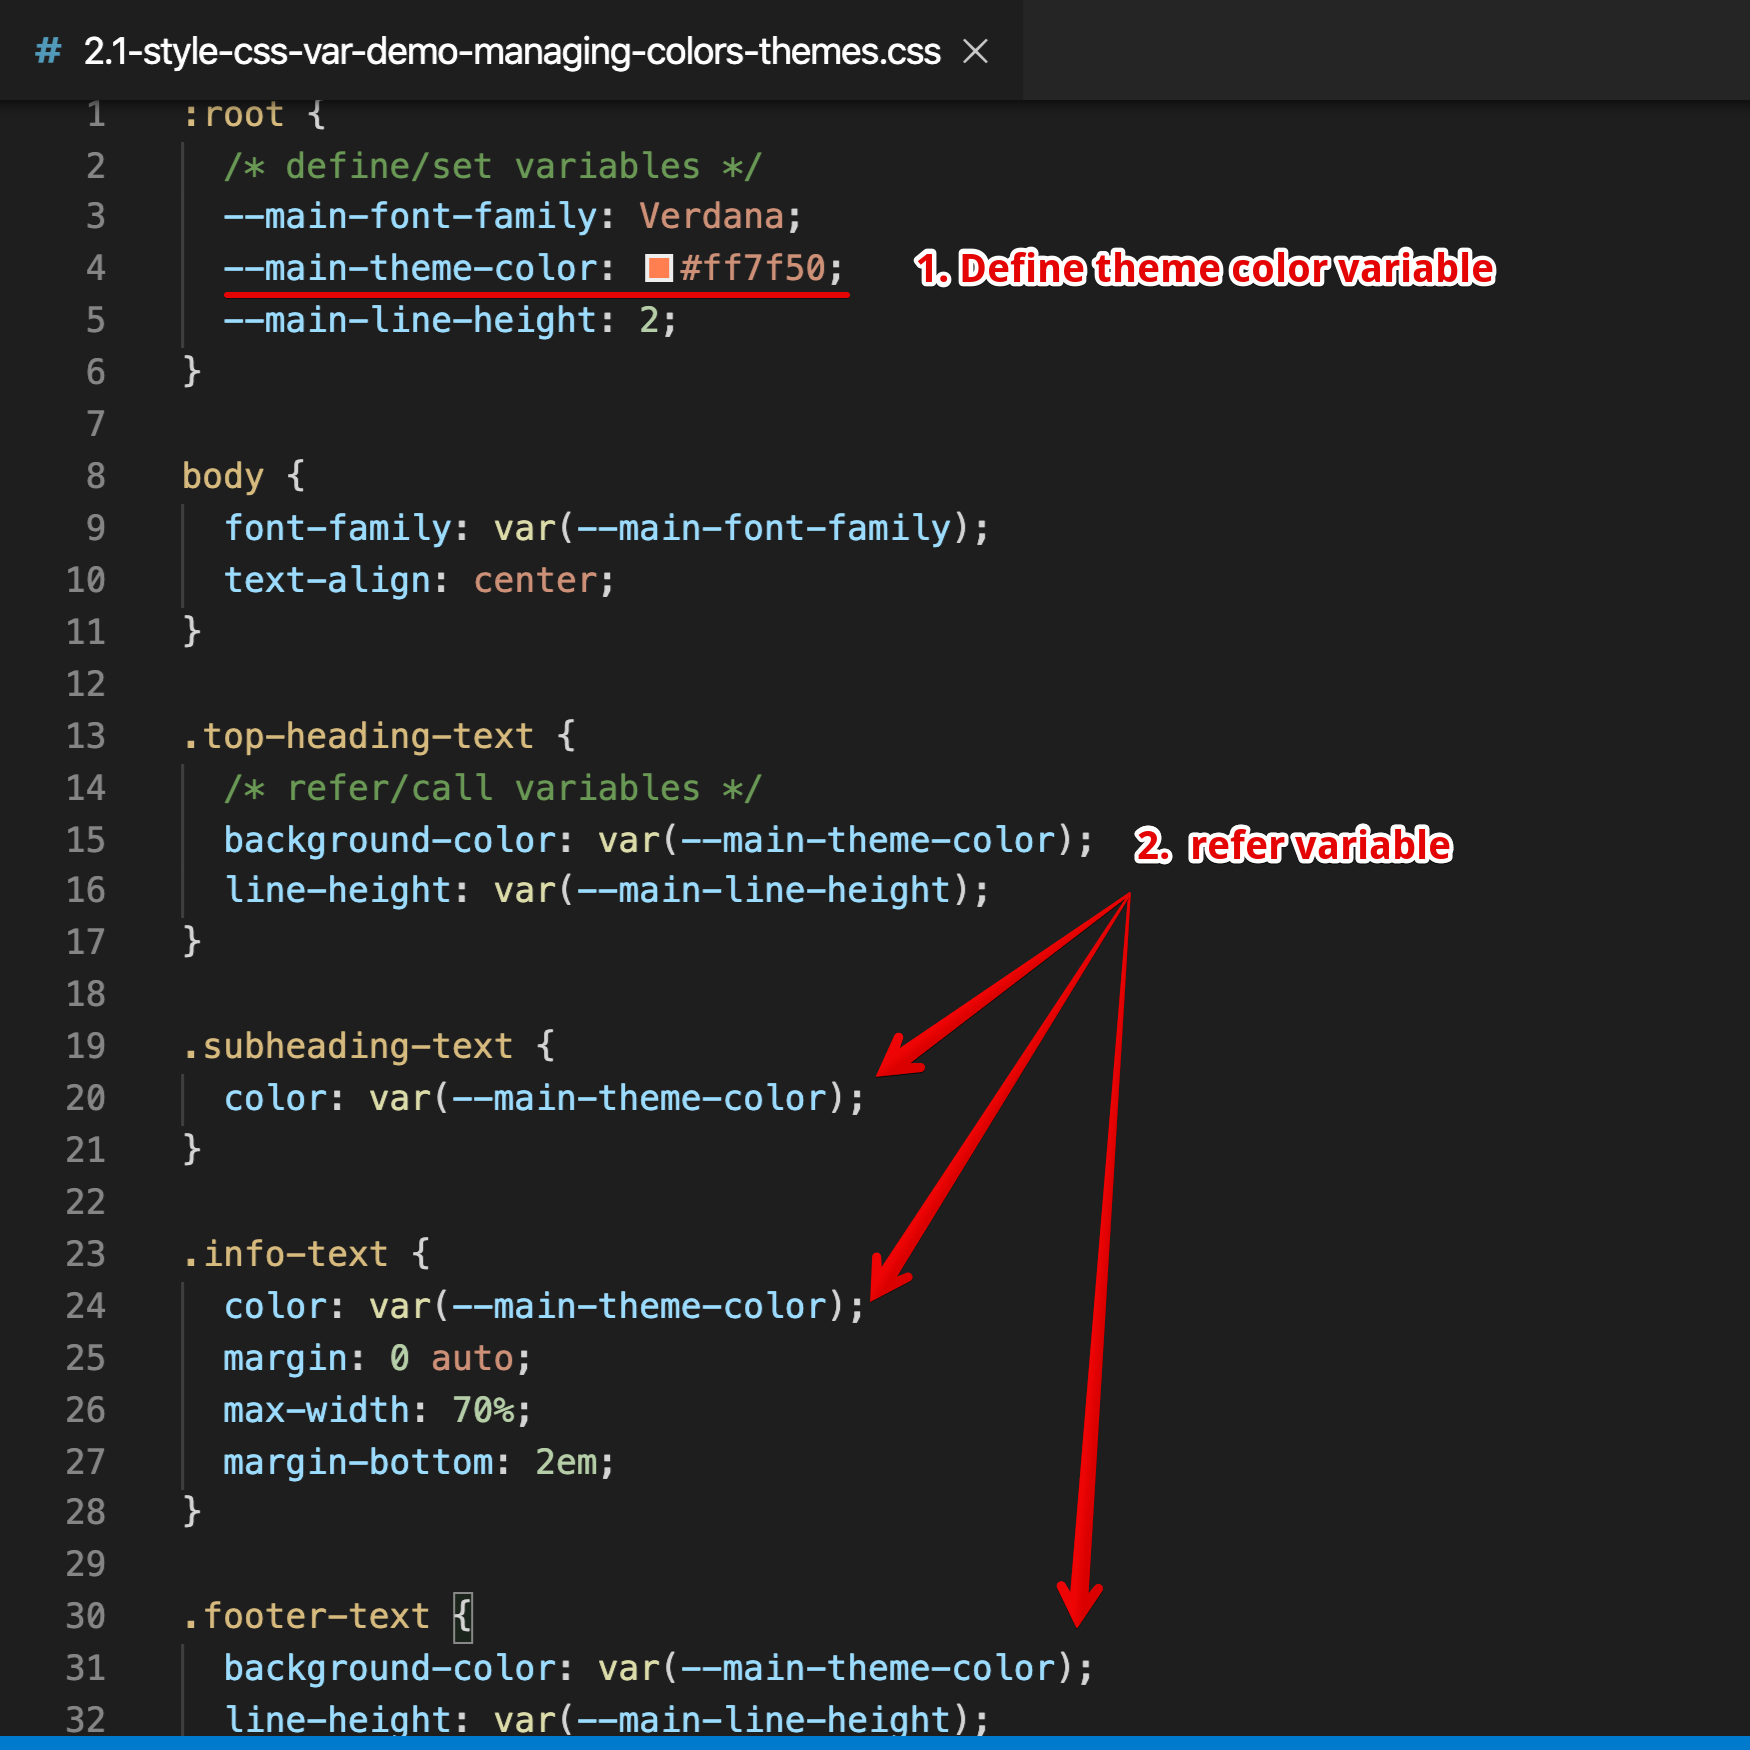 # 2.1-style-css-var-demo-managing-colors-themes.css ×
1 :root {
2 /* define/set variables */
3 --main-font-family: Verdana;
4 --main-theme-color: #ff7f50; 1. Define theme color variable
5 --main-line-height: 2;
6 }
7
8 body {
9 font-family: var(--main-font-family);
10 text-align: center;
11 }
12
13 .top-heading-text {
14 /* refer/call variables */
15 background-color: var(--main-theme-color); 2. refer variable
16 line-height: var(--main-line-height);
17 }
18
19 .subheading-text {
20 color: var(--main-theme-color);
21 }
22
23 .info-text {
24 color: var(--main-theme-color);
25 margin: 0 auto;
26 max-width: 70%;
27 margin-bottom: 2em;
28 }
29
30 .footer-text {
31 background-color: var(--main-theme-color);
32 line-height: var(--main-line-height);